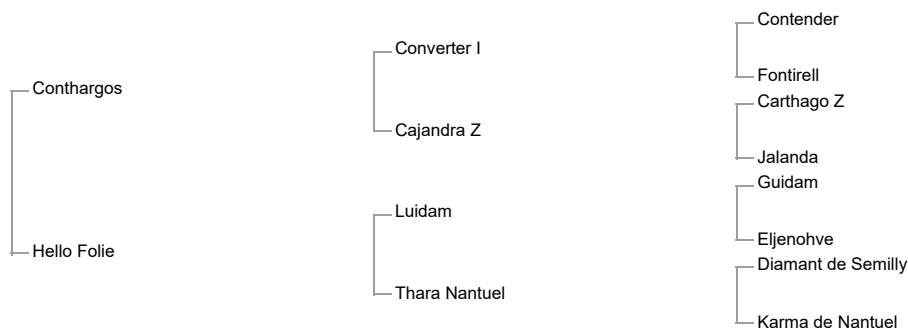 Contender
Converter I
Fontirell
Conthargos
Carthago Z
Cajandra Z
Jalanda
Guidam
Luidam
Eljenohve
Hello Folie
Diamant de Semilly
Thara Nantuel
Karma de Nantuel